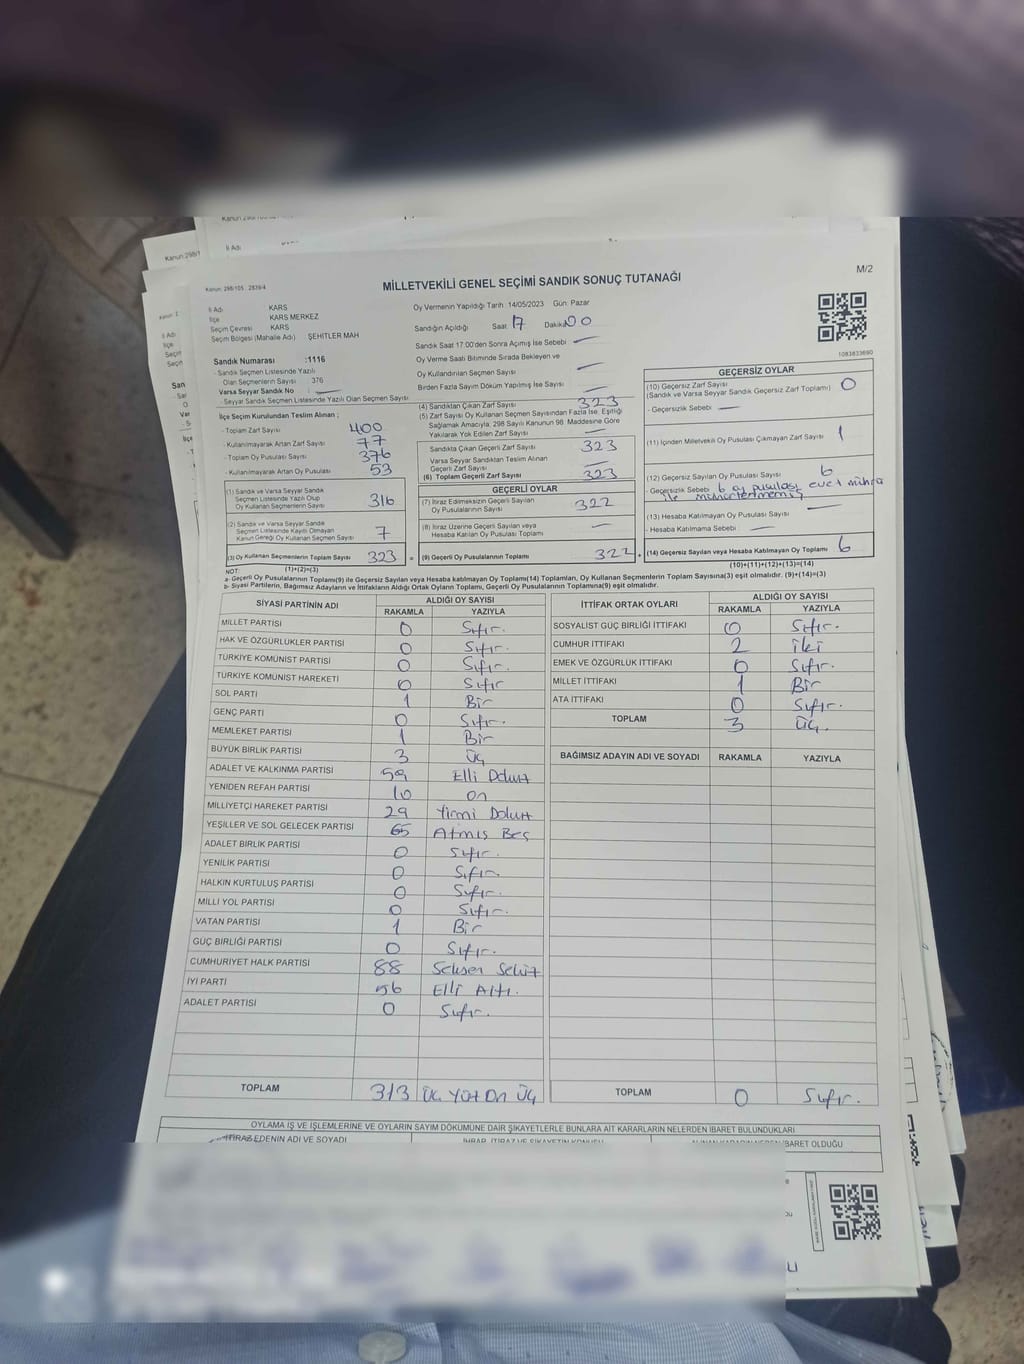 Kanun: 298/105 , 2839/4
M/2
MİLLETVEKİLİ GENEL SEÇİMİ SANDIK SONUÇ TUTANAĞI
İl Adı KARS
İlçe KARS MERKEZ
Seçim Çevresi KARS
Seçim Bölgesi (Mahalle Adı) ŞEHİTLER MAH
Sandık Numarası :1116
- Sandık Seçmen Listesinde Yazılı
Olan Seçmenlerin Sayısı 376
Varsa Seyyar Sandık No
- Seyyar Sandık Seçmen Listesinde Yazılı Olan Seçmen Sayısı
Oy Vermenin Yapıldığı Tarih 14/05/2023 Gün: Pazar
Sandığın Açıldığı Saat 17 Dakika 00
Sandık Saat 17:00'den Sonra Açımış İse Sebebi
Oy Verme Saati Bitiminde Sırada Bekleyen ve
Oy Kullandırılan Seçmen Sayısı
Birden Fazla Sayım Döküm Yapılmış İse Sayısı
1083833690
İlçe Seçim Kurulundan Teslim Alınan ;
- Toplam Zarf Sayısı 400
- Kullanılmayarak Artan Zarf Sayısı 77
- Toplam Oy Pusulası Sayısı 376
- Kullanılmayarak Artan Oy Pusulası 53
(1) Sandık ve Varsa Seyyar Sandık
Seçmen Listesinde Yazılı Olup
Oy Kullanan Seçmenlerin Sayısı 316
(2) Sandık ve Varsa Seyyar Sandık
Seçmen Listesinde Kayıtlı Olmayan
Kanun Gereği Oy Kullanan Seçmen Sayısı 7
(3) Oy Kullanan Seçmenlerin Toplam Sayısı 323
(4) Sandıktan Çıkan Zarf Sayısı 323
(5) Zarf Sayısı Oy Kullanan Seçmen Sayısından Fazla İse, Eşitliği
Sağlamak Amacıyla, 298 Sayılı Kanunun 98. Maddesine Göre
Yakılarak Yok Edilen Zarf Sayısı
Sandıkta Çıkan Geçerli Zarf Sayısı 323
Varsa Seyyar Sandıktan Teslim Alınan
Geçerli Zarf Sayısı
(6) Toplam Geçerli Zarf Sayısı 323
GEÇERLİ OYLAR
(7) İtiraz Edilmeksizin Geçerli Sayılan
Oy Pusulalarının Sayısı 322
(8) İtiraz Üzerine Geçerli Sayılan veya
Hesaba Katılan Oy Pusulası Toplamı
= (9) Geçerli Oy Pusulalarının Toplamı 322
GEÇERSİZ OYLAR
(10) Geçersiz Zarf Sayısı 0
(Sandık ve Varsa Seyyar Sandık Geçersiz Zarf Toplamı)
- Geçersizlik Sebebi
(11) İçinden Milletvekili Oy Pusulası Çıkmayan Zarf Sayısı 1
(12) Geçersiz Sayılan Oy Pusulası Sayısı 6
- Geçersizlik Sebebi 6 oy pusulası evet mührü
ile mühürlenmemiş
(13) Hesaba Katılmayan Oy Pusulası Sayısı
- Hesaba Katılmama Sebebi
+ (14) Geçersiz Sayılan veya Hesaba Katılmayan Oy Toplamı 6
NOT: (1)+(2)=(3)
(10)+(11)+(12)+(13)=(14)
a- Geçerli Oy Pusulalarının Toplamı(9) ile Geçersiz Sayılan veya Hesaba katılmayan Oy Toplamı(14) Toplamları, Oy Kullanan Seçmenlerin Toplam Sayısına(3) eşit olmalıdır. (9)+(14)=(3)
b- Siyasi Partilerin, Bağımsız Adayların ve İttifakların Aldığı Ortak Oyların Toplamı, Geçerli Oy Pusulalarının Toplamına(9) eşit olmalıdır.
SİYASİ PARTİNİN ADI ALDIĞI OY SAYISI
RAKAMLA YAZIYLA
MİLLET PARTİSİ 0 Sıfır.
HAK VE ÖZGÜRLÜKLER PARTİSİ 0 Sıfır.
TÜRKİYE KOMÜNİST PARTİSİ 0 Sıfır.
TÜRKİYE KOMÜNİST HAREKETİ 0 Sıfır
SOL PARTİ 1 Bir
GENÇ PARTİ 0 Sıfır.
MEMLEKET PARTİSİ 1 Bir
BÜYÜK BİRLİK PARTİSİ 3 Üç
ADALET VE KALKINMA PARTİSİ 59 Elli Dokuz
YENİDEN REFAH PARTİSİ 10 on
MİLLİYETÇİ HAREKET PARTİSİ 29 Yirmi Dokuz
YEŞİLLER VE SOL GELECEK PARTİSİ 65 Atmış Beş
ADALET BİRLİK PARTİSİ 0 Sıfır.
YENİLİK PARTİSİ 0 Sıfır
HALKIN KURTULUŞ PARTİSİ 0 Sıfır.
MİLLİ YOL PARTİSİ 0 Sıfır.
VATAN PARTİSİ 1 Bir
GÜÇ BİRLİĞİ PARTİSİ 0 Sıfır.
CUMHURİYET HALK PARTİSİ 88 Seksen Sekiz
İYİ PARTİ 56 Elli Altı.
ADALET PARTİSİ 0 Sıfır.
TOPLAM 313 Üç Yüz On Üç
İTTİFAK ORTAK OYLARI ALDIĞI OY SAYISI
RAKAMLA YAZIYLA
SOSYALİST GÜÇ BİRLİĞİ İTTİFAKI 0 Sıfır.
CUMHUR İTTİFAKI 2 iki
EMEK VE ÖZGÜRLÜK İTTİFAKI 0 Sıfır.
MİLLET İTTİFAKI 1 Bir
ATA İTTİFAKI 0 Sıfır.
TOPLAM 3 Üç.
BAĞIMSIZ ADAYIN ADI VE SOYADI RAKAMLA YAZIYLA
TOPLAM 0 Sıfır.
OYLAMA İŞ VE İŞLEMLERİNE VE OYLARIN SAYIM DÖKÜMÜNE DAİR ŞİKAYETLERLE BUNLARA AİT KARARLARIN NELERDEN İBARET BULUNDUKLARI
İTİRAZ EDENİN ADI VE SOYADI
İBARET OLDUĞU